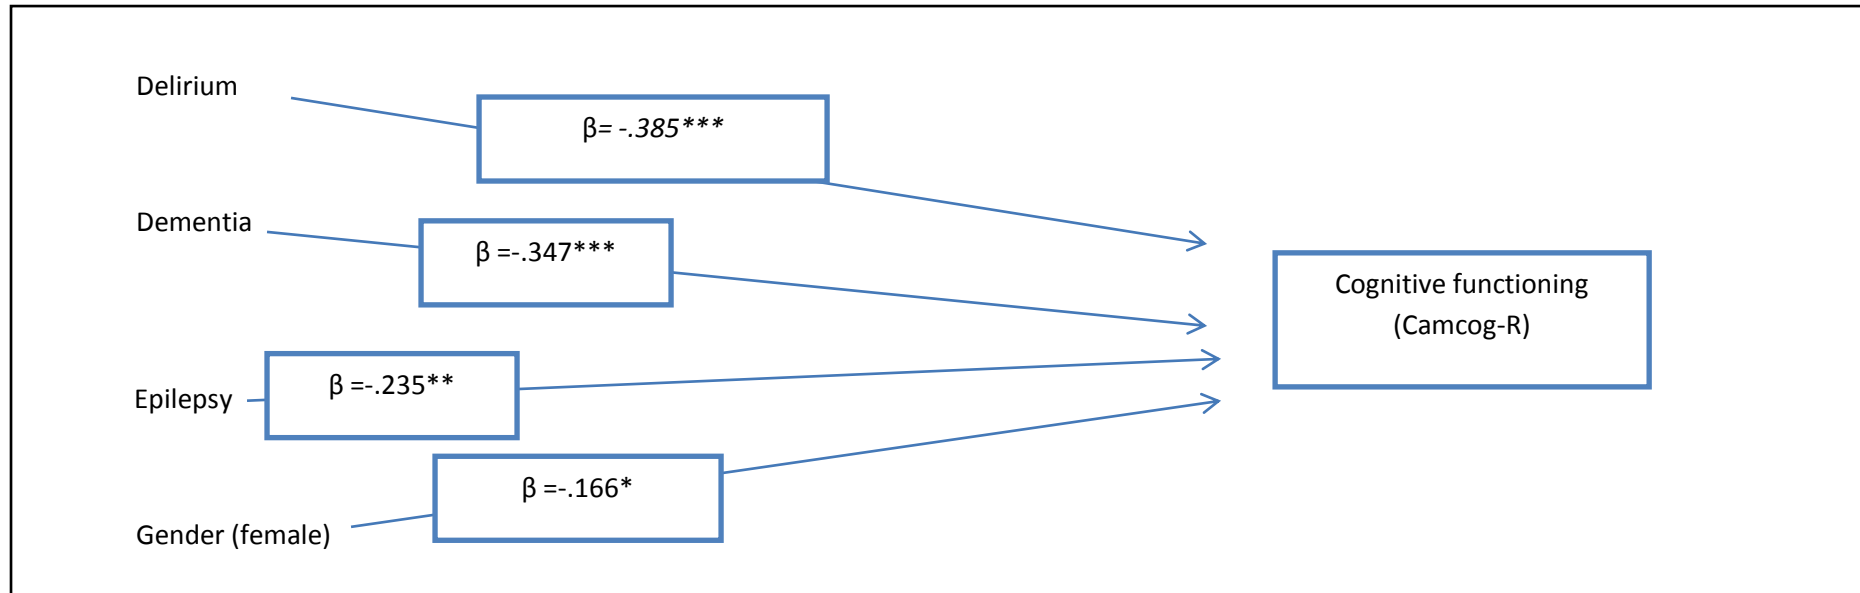 Delirium
β= -.385***
Dementia
β =-.347***
Cognitive functioning
(Camcog-R)
Epilepsy
β =-.235**
β =-.166*
Gender (female)